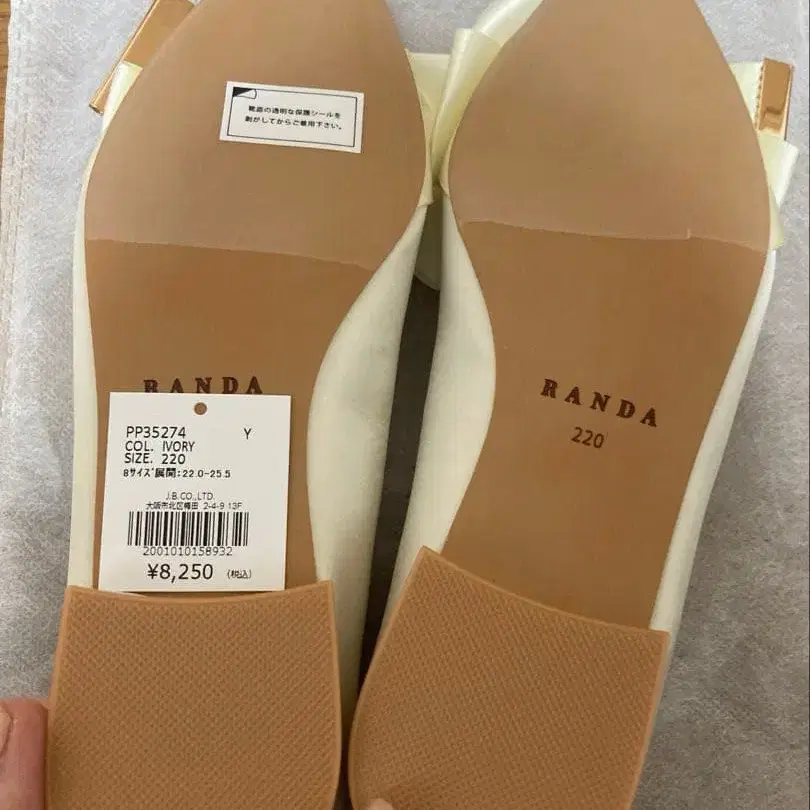 靴底の透明な保護シールを
剥がしてからご着用下さい。
RANDA
PP35274 Y
COL. IVORY
SIZE. 220
8サイズ展開:22.0-25.5
J.B.CO.,LTD.
大阪市北区梅田 2-4-9 13F
2001010158932
¥8,250 (税込)
RANDA
220